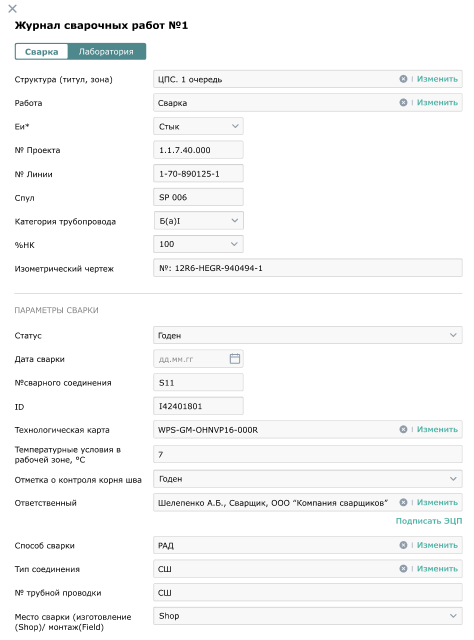 Журнал сварочных работ №1
Сварка Лаборатория
Структура (титул, зона) ЦПС. 1 очередь Изменить
Работа Сварка Изменить
Еи* Стык
№ Проекта 1.1.7.40.000
№ Линии 1-70-890125-1
Спул SP 006
Категория трубопровода Б(а)I
%НК 100
Изометрический чертеж №: 12R6-HEGR-940494-1
ПАРАМЕТРЫ СВАРКИ
Статус Годен
Дата сварки дд.мм.гг
№сварного соединения S11
ID I42401801
Технологическая карта WPS-GM-OHNVP16-000R Изменить
Температурные условия в
рабочей зоне, °С 7
Отметка о контроля корня шва Годен
Ответственный Шелепенко А.Б., Сварщик, ООО "Компания сварщиков" Изменить
Подписать ЭЦП
Способ сварки РАД Изменить
Тип соединения СШ Изменить
№ трубной проводки СШ
Место сварки (изготовление
(Shop)/ монтаж(Field) Shop